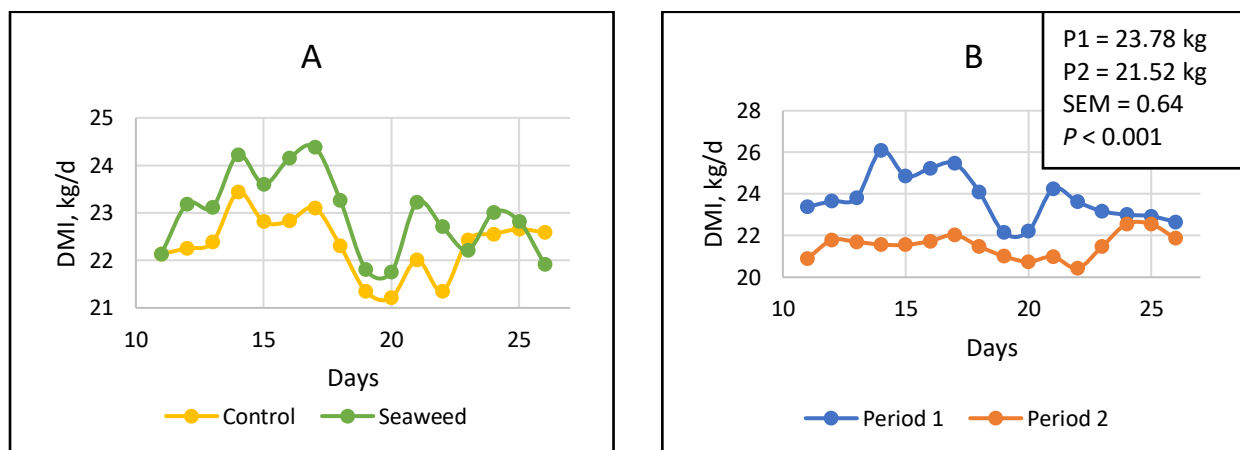 A
DMI, kg/d
25
24
23
22
21
10 15 20 25
Days
Control Seaweed
B
P1 = 23.78 kg
P2 = 21.52 kg
SEM = 0.64
P < 0.001
DMI, kg/d
28
26
24
22
20
10 15 20 25
Days
Period 1 Period 2